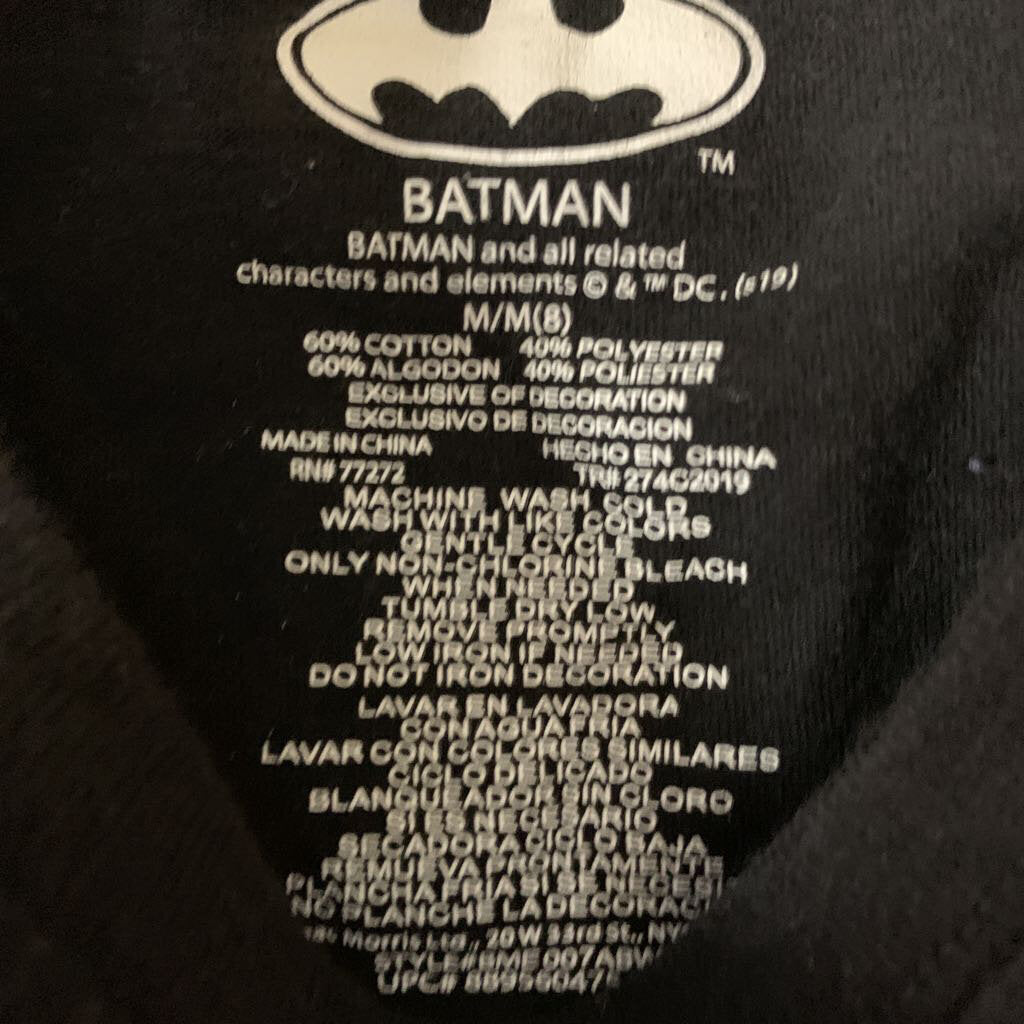 TM
BATMAN
BATMAN and all related
characters and elements © & ™ DC. (s19)
M/M(8)
60% COTTON 40% POLYESTER
60% ALGODON 40% POLIESTER
EXCLUSIVE OF DECORATION
EXCLUSIVO DE DECORACION
MADE IN CHINA HECHO EN CHINA
RN# 77272 TR# 274C2019
MACHINE WASH COLD
WASH WITH LIKE COLORS
GENTLE CYCLE
ONLY NON-CHLORINE BLEACH
WHEN NEEDED
TUMBLE DRY LOW
REMOVE PROMPTLY
LOW IRON IF NEEDED
DO NOT IRON DECORATION
LAVAR EN LAVADORA
CON AGUA FRIA
LAVAR CON COLORES SIMILARES
CICLO DELICADO
BLANQUEADOR SIN CLORO
SI ES NECESARIO
SECADORA CICLO BAJA
REMUEVA PRONTAMENTE
PLANCHA FRIA SI SE
NO PLANCHE LA
Morris Ltd., 20W 33rd St., NY
STYLE#
UPC#